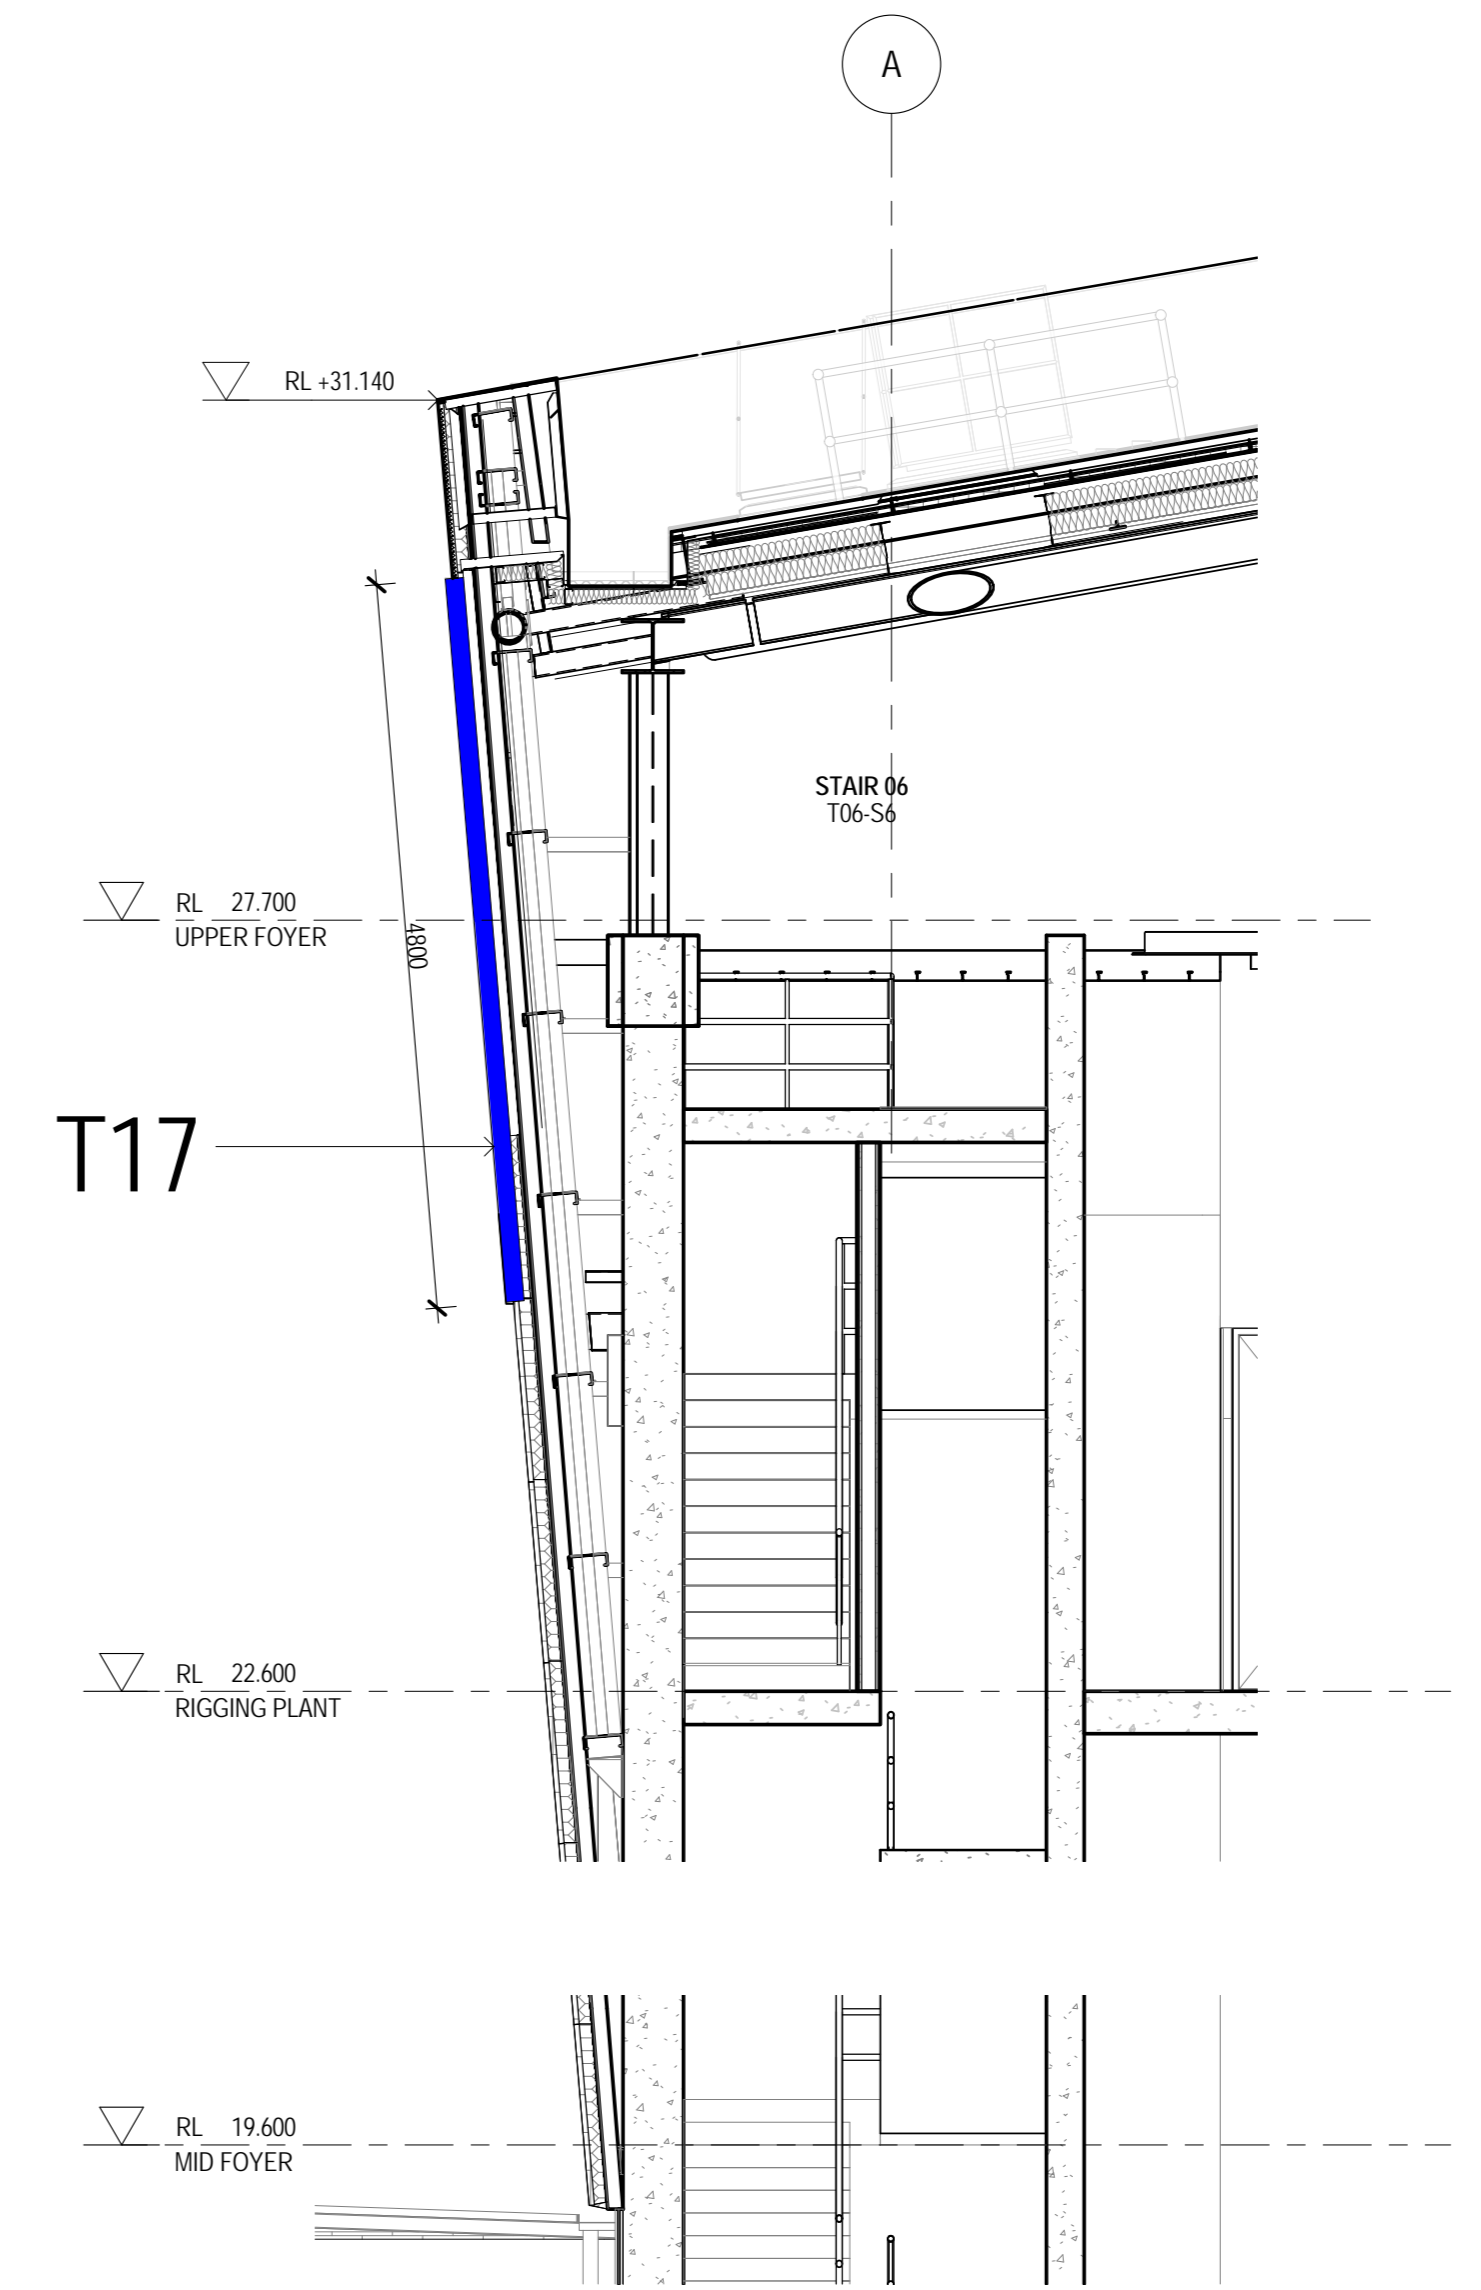 A
RL +31.140
STAIR 06
T06-S6
RL 27.700
UPPER FOYER
4800
T17
RL 22.600
RIGGING PLANT
RL 19.600
MID FOYER